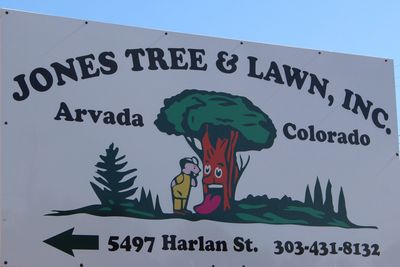 JONES TREE & LAWN, INC.
Arvada Colorado
5497 Harlan St. 303-431-8132